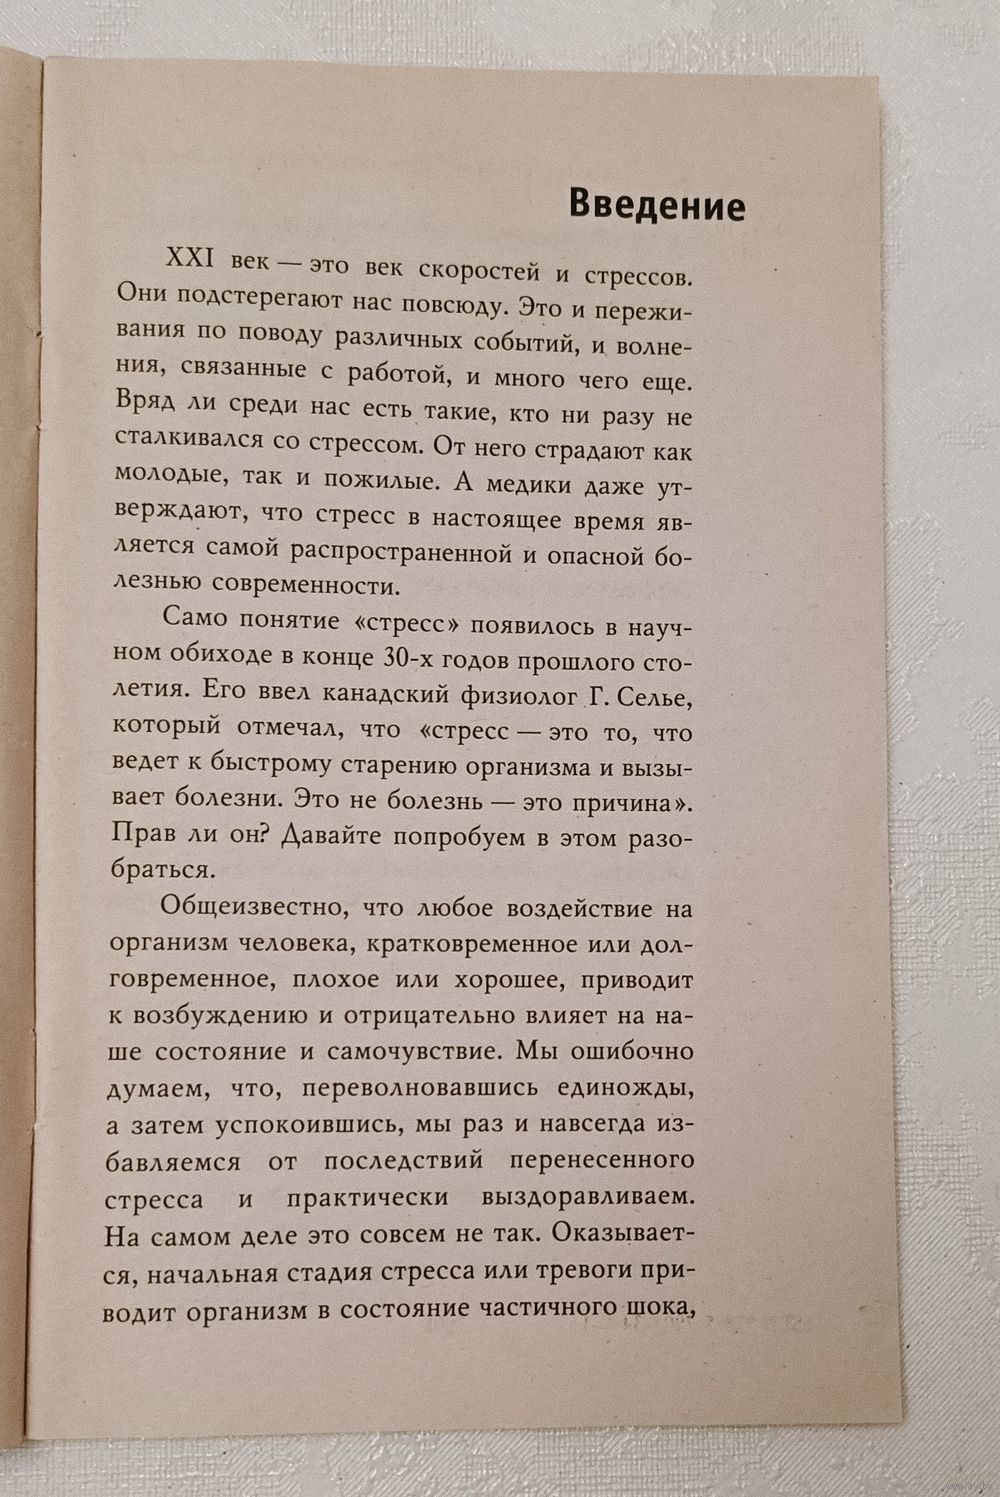 Введение
XXI век — это век скоростей и стрессов.
Они подстерегают нас повсюду. Это и пережи-
вания по поводу различных событий, и волне-
ния, связанные с работой, и много чего еще.
Вряд ли среди нас есть такие, кто ни разу не
сталкивался со стрессом. От него страдают как
молодые, так и пожилые. А медики даже ут-
верждают, что стресс в настоящее время яв-
ляется самой распространенной и опасной бо-
лезнью современности.
Само понятие «стресс» появилось в науч-
ном обиходе в конце 30-х годов прошлого сто-
летия. Его ввел канадский физиолог Г. Селье,
который отмечал, что «стресс — это то, что
ведет к быстрому старению организма и вызы-
вает болезни. Это не болезнь — это причина».
Прав ли он? Давайте попробуем в этом разо-
браться.
Общеизвестно, что любое воздействие на
организм человека, кратковременное или дол-
говременное, плохое или хорошее, приводит
к возбуждению и отрицательно влияет на на-
ше состояние и самочувствие. Мы ошибочно
думаем, что, переволновавшись единожды,
а затем успокоившись, мы раз и навсегда из-
бавляемся от последствий перенесенного
стресса и практически выздоравливаем.
На самом деле это совсем не так. Оказывает-
ся, начальная стадия стресса или тревоги при-
водит организм в состояние частичного шока,